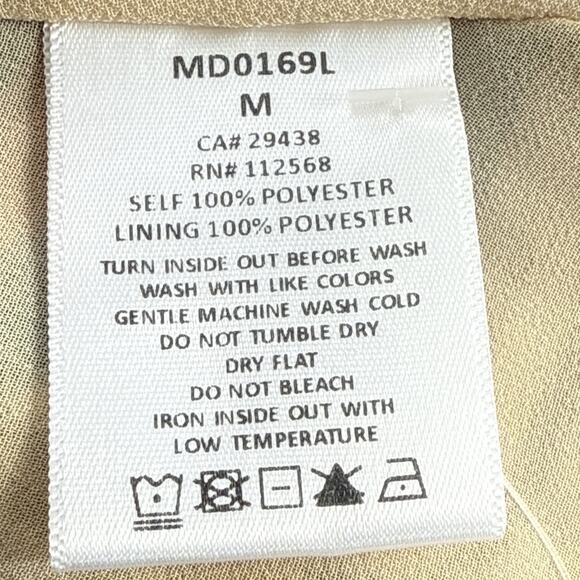 MD0169L
M
CA# 29438
RN# 112568
SELF 100% POLYESTER
LINING 100% POLYESTER
TURN INSIDE OUT BEFORE WASH
WASH WITH LIKE COLORS
GENTLE MACHINE WASH COLD
DO NOT TUMBLE DRY
DRY FLAT
DO NOT BLEACH
IRON INSIDE OUT WITH
LOW TEMPERATURE